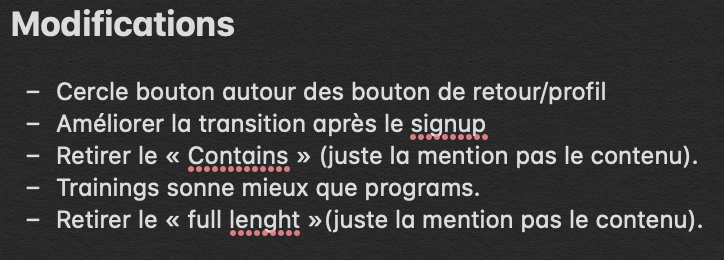 Modifications
– Cercle bouton autour des bouton de retour/profil
– Améliorer la transition après le signup
– Retirer le « Contains » (juste la mention pas le contenu).
– Trainings sonne mieux que programs.
– Retirer le « full lenght »(juste la mention pas le contenu).